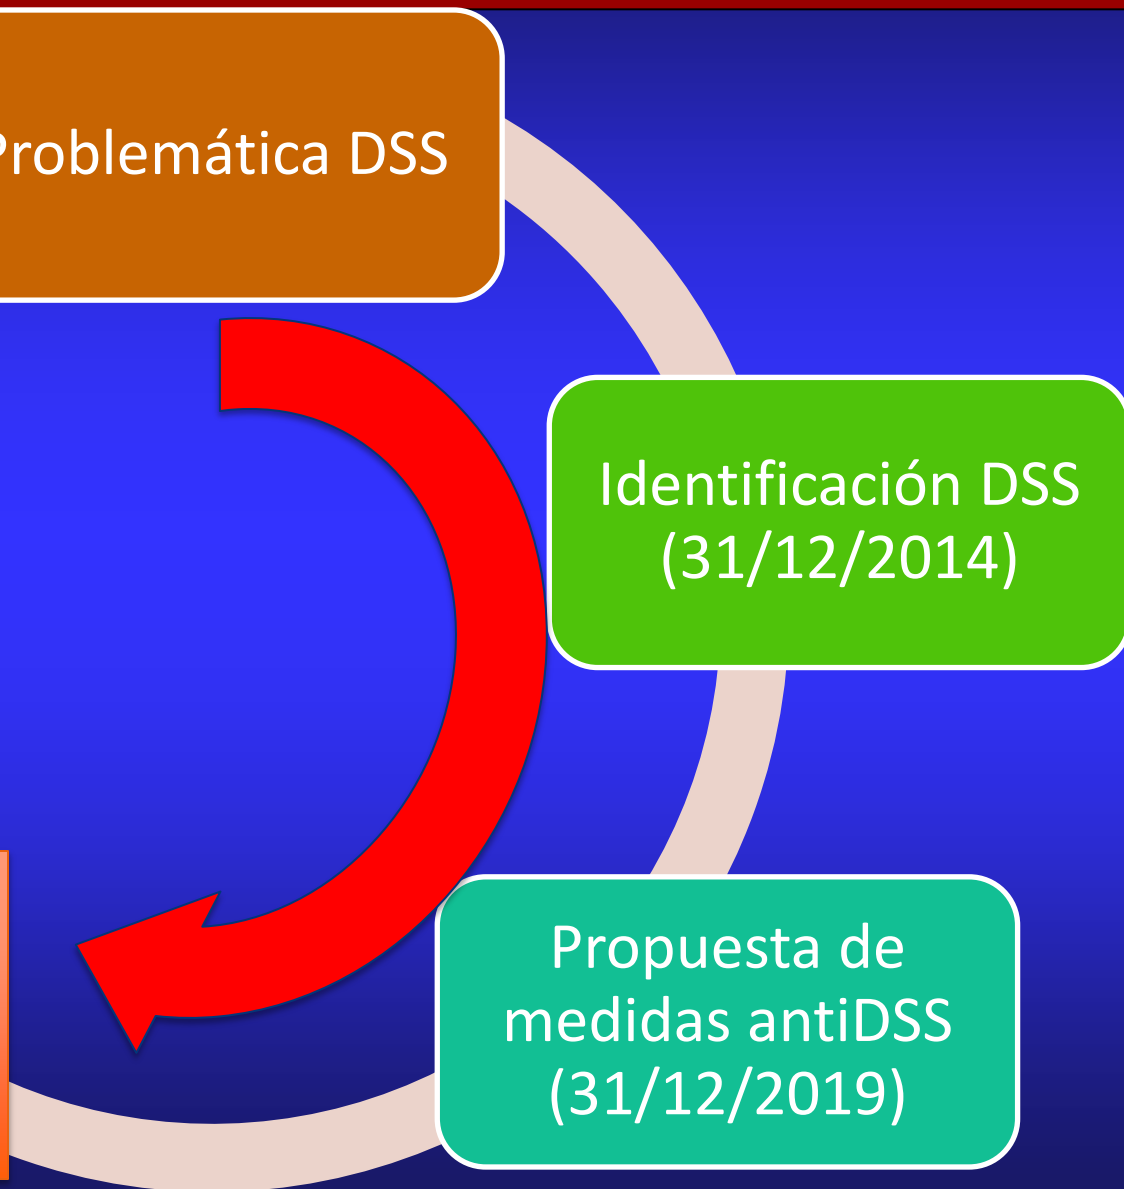 Problemática DSS
Identificación DSS
(31/12/2014)
Propuesta de
medidas antiDSS
(31/12/2019)